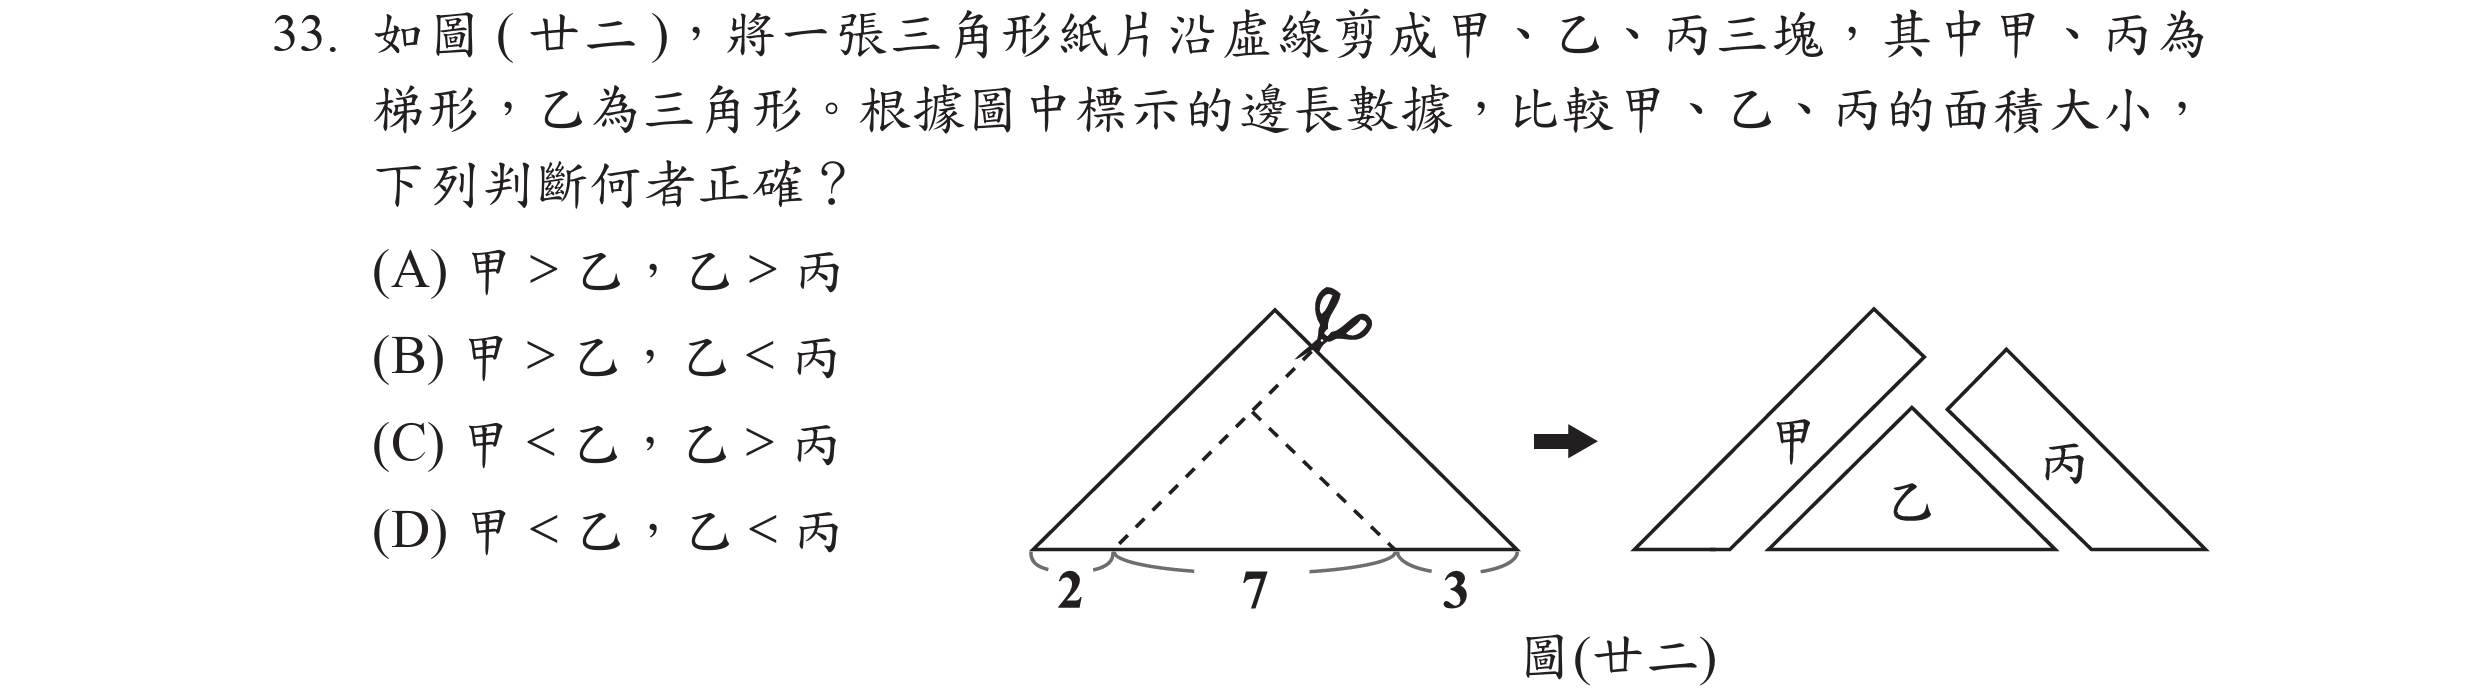 33. 如圖(廿二)，將一張三角形紙片沿虛線剪成甲、乙、丙三塊，其中甲、丙為
梯形，乙為三角形。根據圖中標示的邊長數據，比較甲、乙、丙的面積大小，
下列判斷何者正確？
(A) 甲 > 乙，乙 > 丙
(B) 甲 > 乙，乙 < 丙
(C) 甲 < 乙，乙 > 丙
(D) 甲 < 乙，乙 < 丙
甲
丙
乙
2 7 3
圖(廿二)